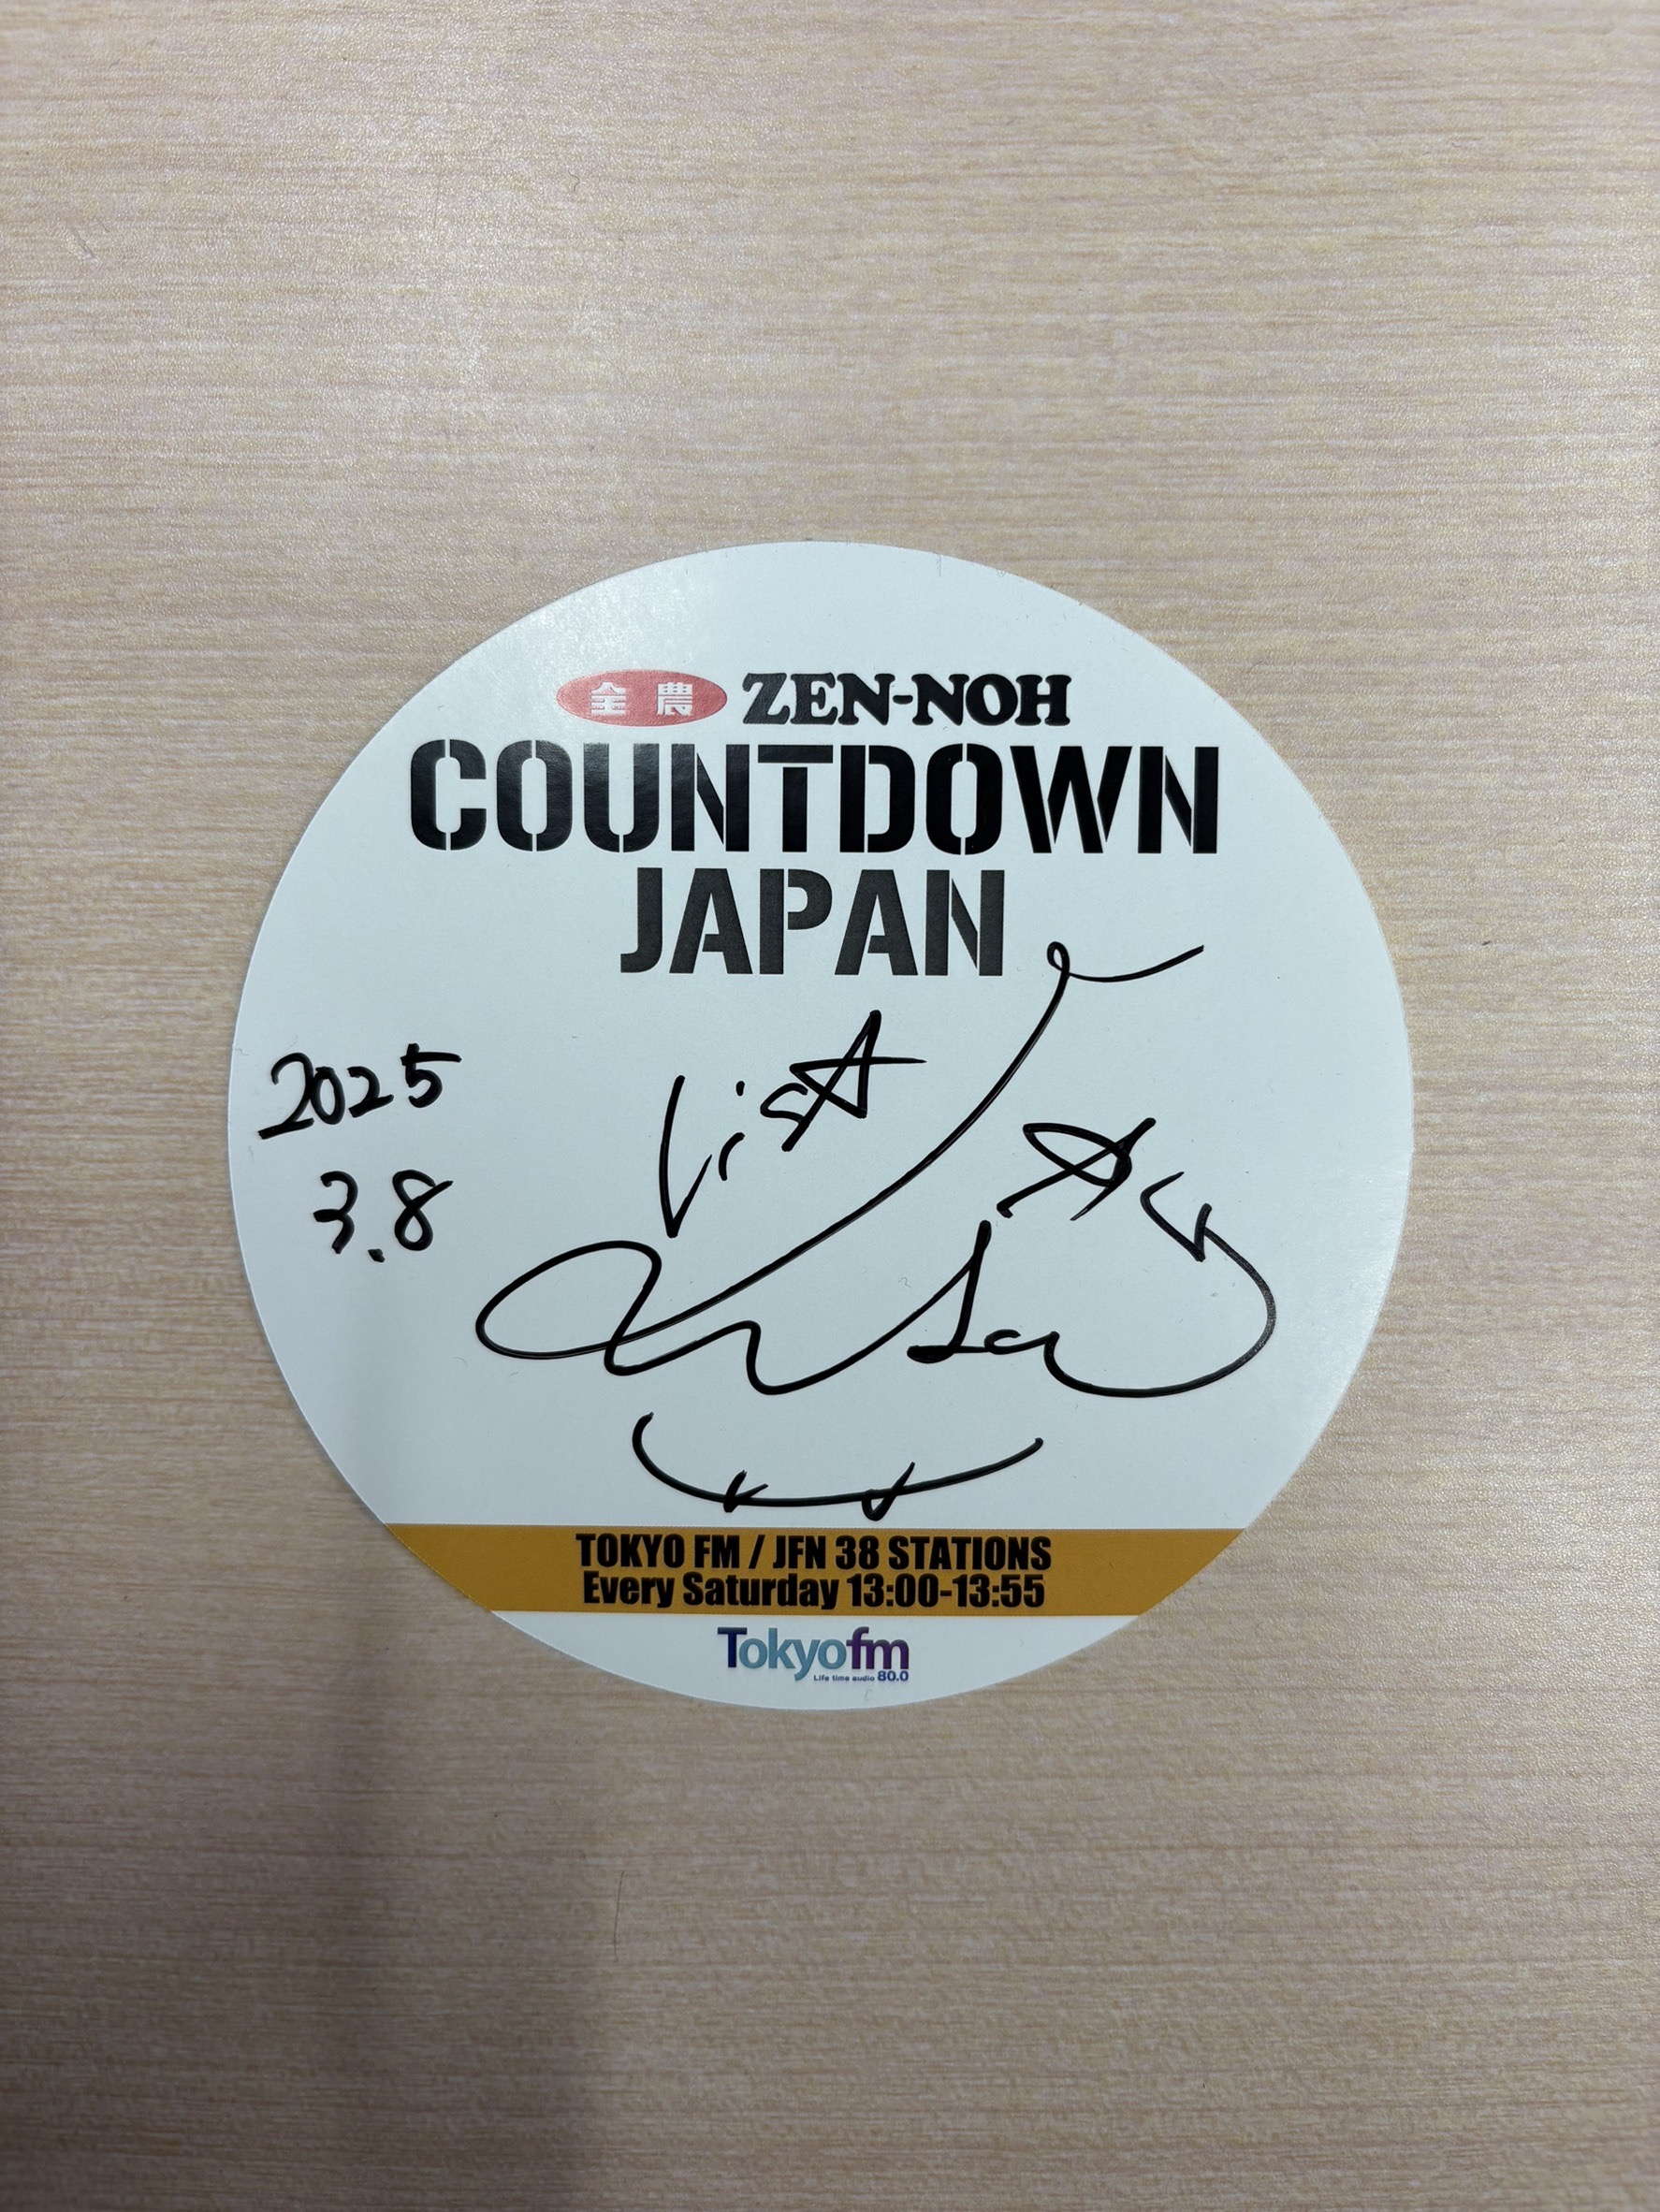 全農 ZEN-NOH
COUNTDOWN
JAPAN
2025
3.8
TOKYO FM / JFN 38 STATIONS
Every Saturday 13:00-13:55
Tokyofm
Life time audio 80.0